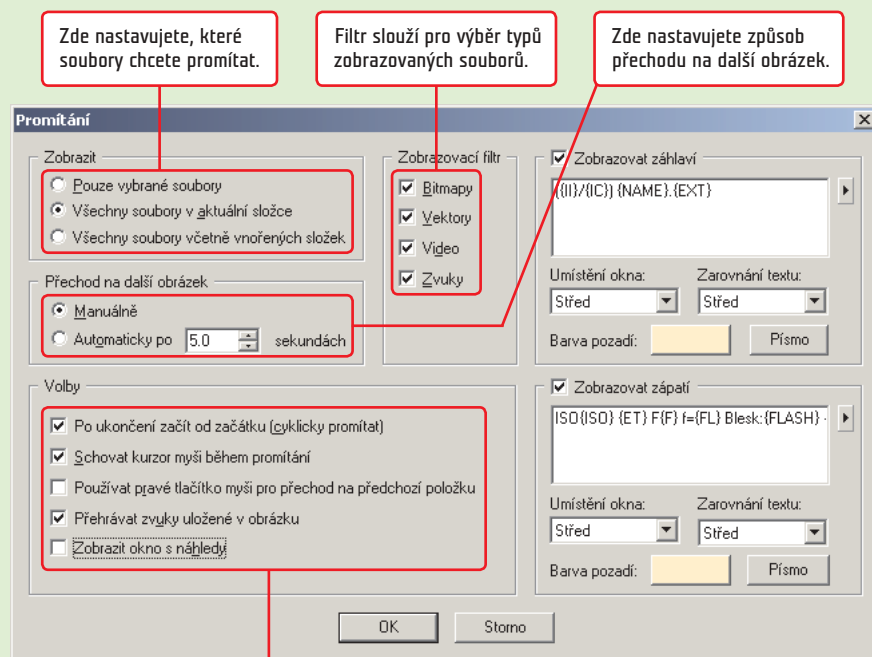 Zde nastavujete, které
soubory chcete promítat.
Filtr slouží pro výběr typů
zobrazovaných souborů.
Zde nastavujete způsob
přechodu na další obrázek.
Promítání
Zobrazit
Pouze vybrané soubory
Všechny soubory v aktuální složce
Všechny soubory včetně vnořených složek
Přechod na další obrázek
Manuálně
Automaticky po 5.0 sekundách
Zobrazovací filtr
Bitmapy
Vektory
Video
Zvuky
Zobrazovat záhlaví
({II}/{IC}) {NAME}.{EXT}
Umístění okna: Zarovnání textu:
Střed Střed
Barva pozadí: Písmo
Volby
Po ukončení začít od začátku (cyklicky promítat)
Schovat kurzor myši během promítání
Používat pravé tlačítko myši pro přechod na předchozí položku
Přehrávat zvuky uložené v obrázku
Zobrazit okno s náhledy
Zobrazovat zápatí
ISO{ISO} {ET} F{F} f={FL} Blesk:{FLASH} -
Umístění okna: Zarovnání textu:
Střed Střed
Barva pozadí: Písmo
OK Storno